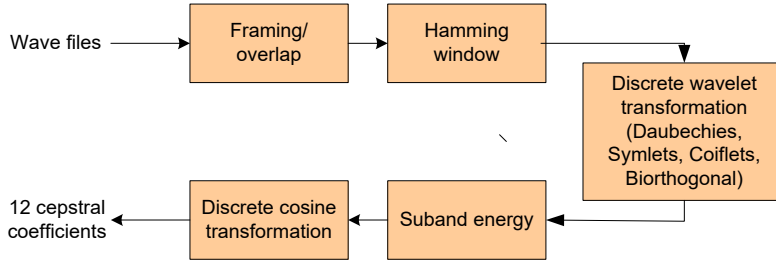 Wave files
Framing/
overlap
Hamming
window
Discrete wavelet
transformation
(Daubechies,
Symlets, Coiflets,
Biorthogonal)
Suband energy
Discrete cosine
transformation
12 cepstral
coefficients